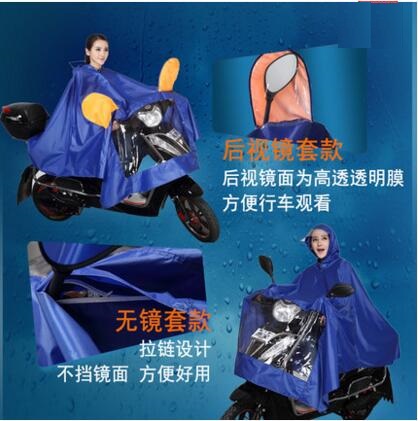 后视镜套款
后视镜面为高透透明膜
方便行车观看
无镜套款
拉链设计
不挡镜面 方便好用